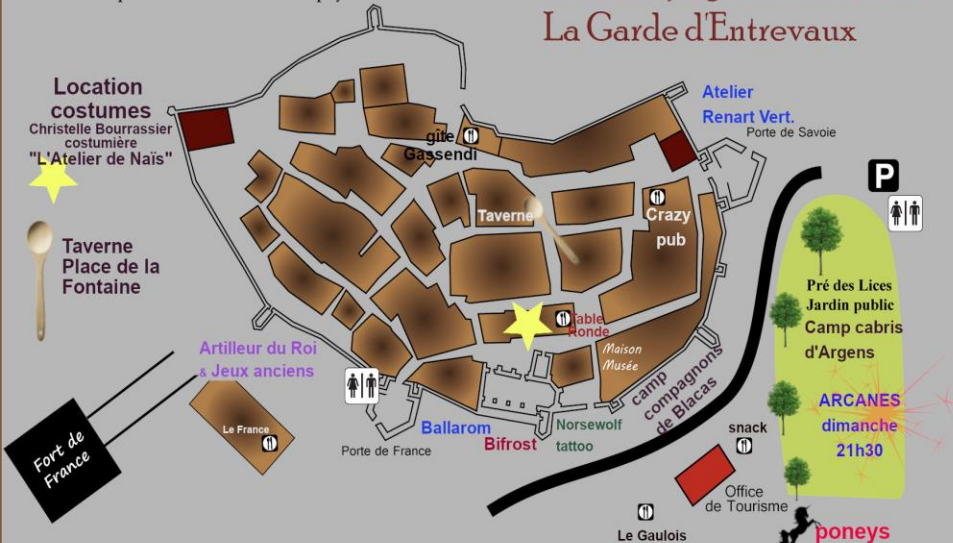 La Garde d'Entrevaux
Location
costumes
Christelle Bourrassier
costumière
"L'Atelier de Naïs"
Atelier
Renart Vert.
Porte de Savoie
gîte
Gassendi
P
Taverne
Crazy
pub
Taverne
Place de la
Fontaine
Pré des Lices
Jardin public
Camp cabris
d'Argens
Table
Ronde
Maison
Musée
Artilleur du Roi
& Jeux anciens
camp
compagnons
de Blacas
ARCANES
dimanche
21h30
Le France
Fort de
France
Ballarom
Bifrost
Norsewolf
tattoo
snack
Porte de France
Office
de Tourisme
Le Gaulois
poneys